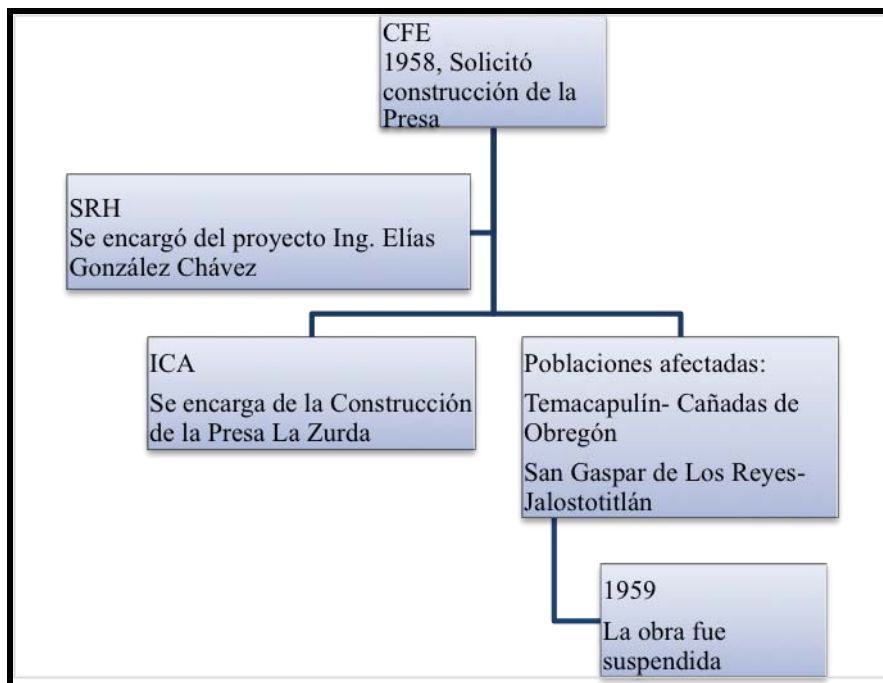 CFE
1958, Solicitó
construcción de la
Presa
SRH
Se encargó del proyecto Ing. Elías
González Chávez
ICA
Se encarga de la Construcción
de la Presa La Zurda
Poblaciones afectadas:
Temacapulín- Cañadas de
Obregón
San Gaspar de Los Reyes-
Jalostotitlán
1959
La obra fue
suspendida